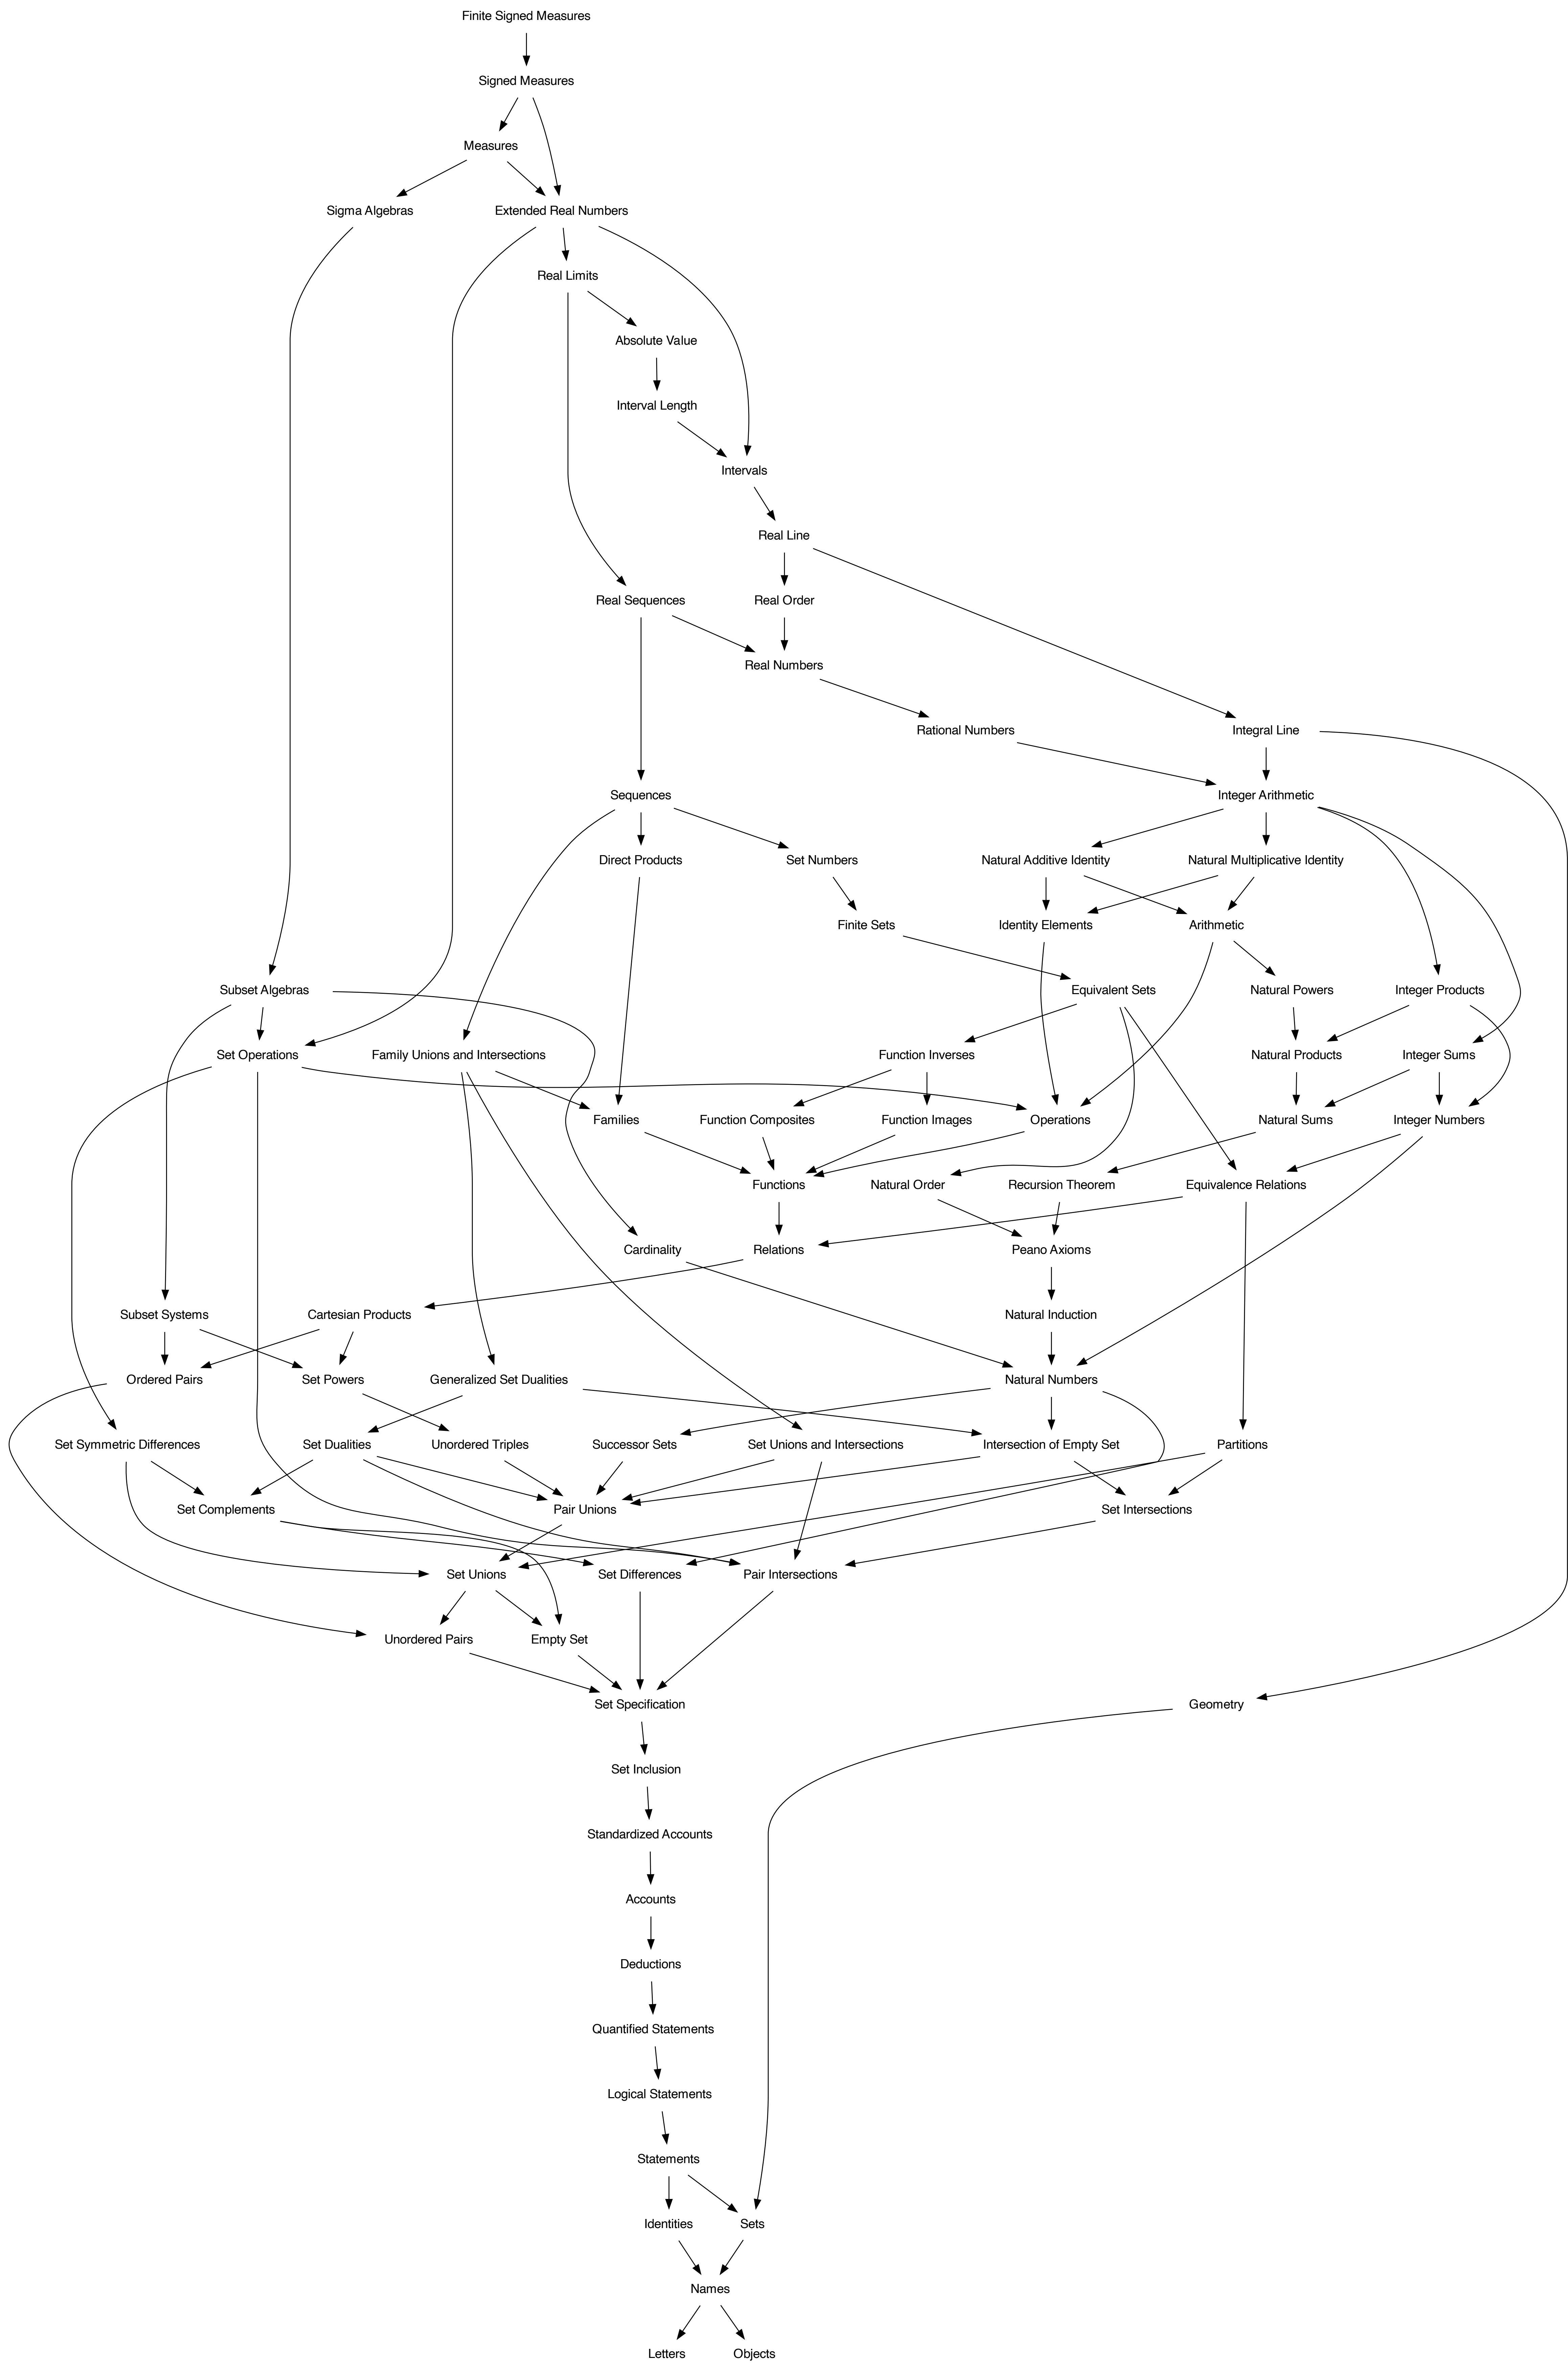 Finite Signed Measures
Signed Measures
Measures
Sigma Algebras
Extended Real Numbers
Real Limits
Absolute Value
Interval Length
Intervals
Real Line
Real Sequences
Real Order
Real Numbers
Rational Numbers
Integral Line
Sequences
Integer Arithmetic
Direct Products
Set Numbers
Natural Additive Identity
Natural Multiplicative Identity
Finite Sets
Identity Elements
Arithmetic
Subset Algebras
Equivalent Sets
Natural Powers
Integer Products
Set Operations
Family Unions and Intersections
Function Inverses
Natural Products
Integer Sums
Families
Function Composites
Function Images
Operations
Natural Sums
Integer Numbers
Functions
Natural Order
Recursion Theorem
Equivalence Relations
Cardinality
Relations
Peano Axioms
Subset Systems
Cartesian Products
Natural Induction
Ordered Pairs
Set Powers
Generalized Set Dualities
Natural Numbers
Set Symmetric Differences
Set Dualities
Unordered Triples
Successor Sets
Set Unions and Intersections
Intersection of Empty Set
Partitions
Set Complements
Pair Unions
Set Intersections
Set Unions
Set Differences
Pair Intersections
Unordered Pairs
Empty Set
Set Specification
Geometry
Set Inclusion
Standardized Accounts
Accounts
Deductions
Quantified Statements
Logical Statements
Statements
Identities
Sets
Names
Letters
Objects